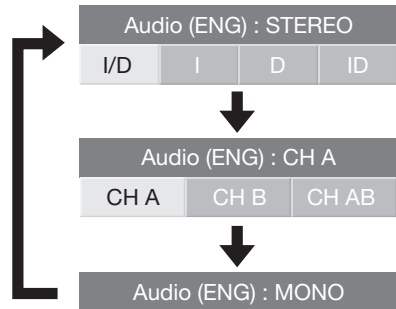 Audio (ENG) : STEREO
I/D I D ID
Audio (ENG) : CH A
CH A CH B CH AB
Audio (ENG) : MONO